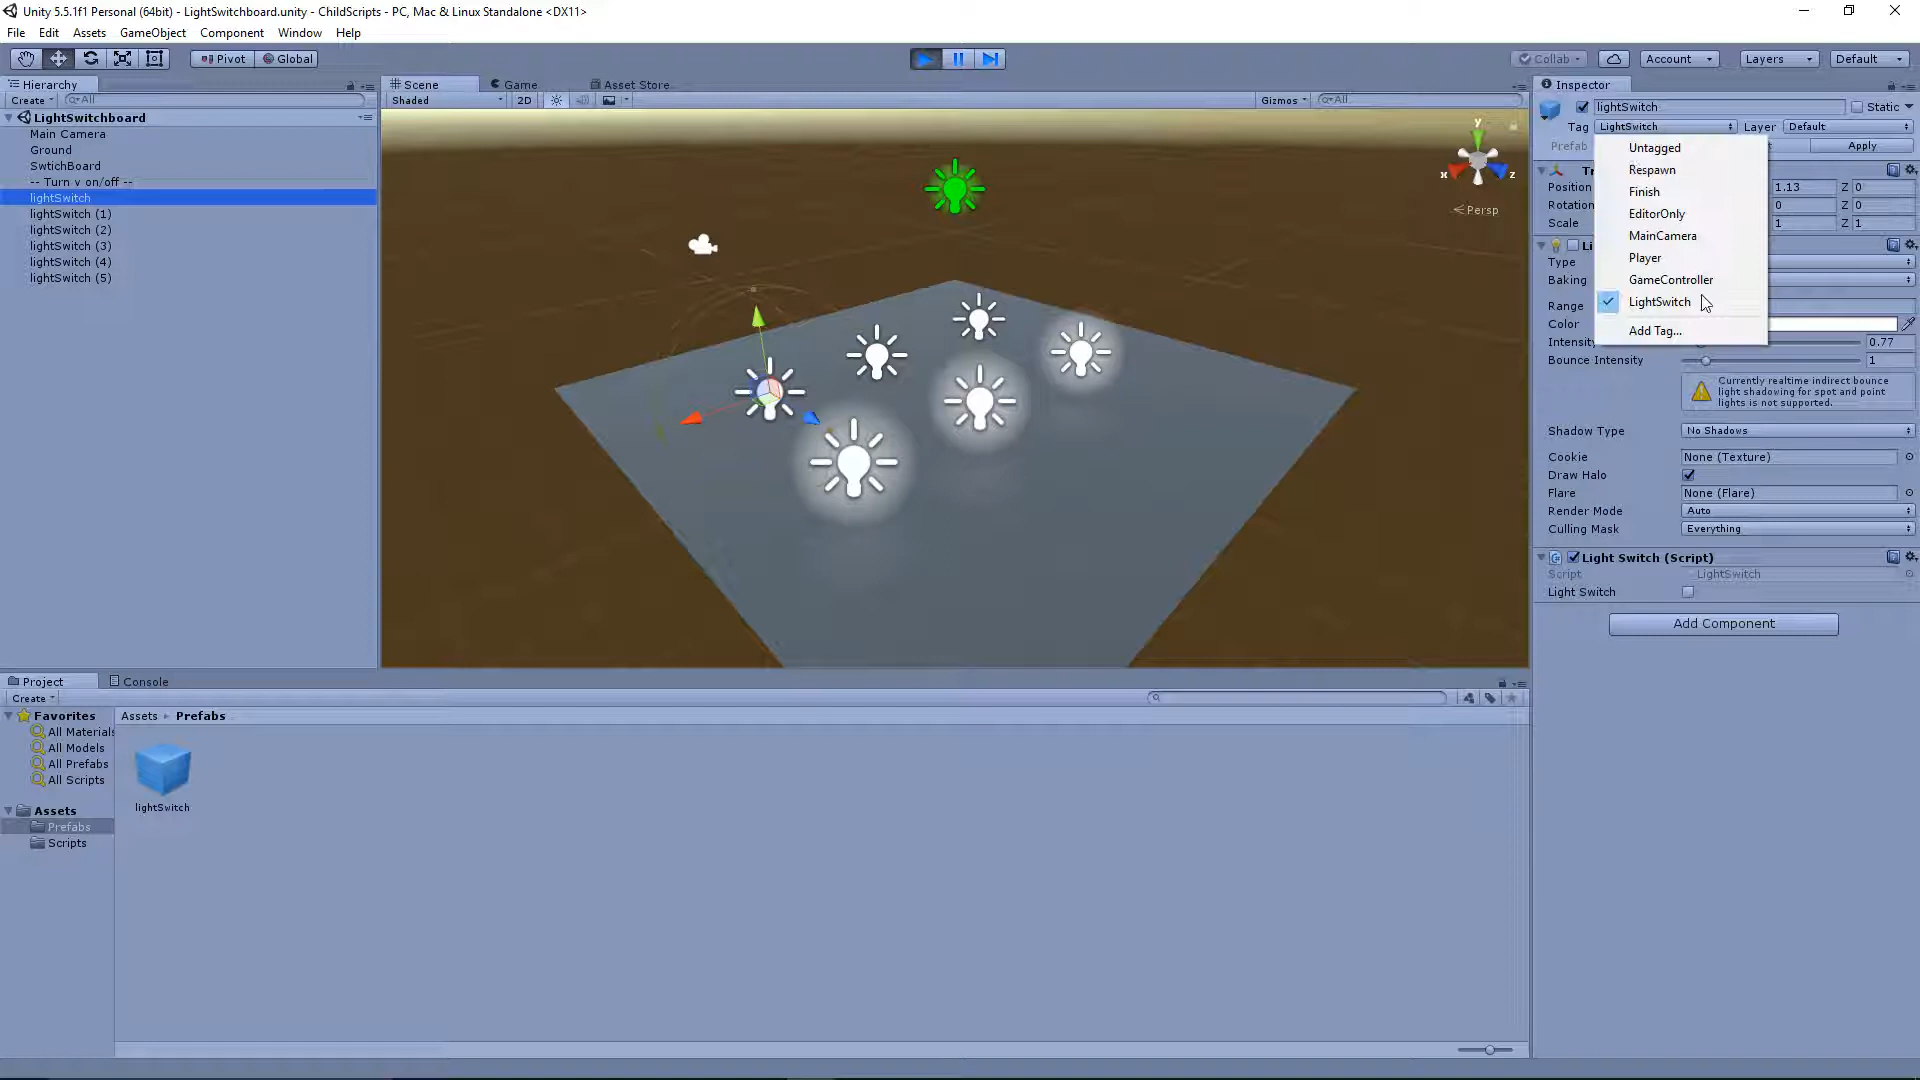 Unity 5.5.1f1 Personal (64bit) - LightSwitchboard.unity - ChildScripts - PC, Mac & Linux Standalone <DX11>
File Edit Assets GameObject Component Window Help
Pivot Global Collab Account Layers Default
Hierarchy
Create All
LightSwitchboard
Main Camera
Ground
SwtichBoard
-- Turn v on/off --
lightSwitch
lightSwitch (1)
lightSwitch (2)
lightSwitch (3)
lightSwitch (4)
lightSwitch (5)
Scene Game Asset Store
Shaded 2D Gizmos All
y
x z
Persp
Inspector
lightSwitch Static
Tag LightSwitch Layer Default
Prefab Apply
Untagged
Respawn
Finish
EditorOnly
MainCamera
Player
GameController
LightSwitch
Add Tag...
Position 1.13 Z 0
Rotation 0 Z 0
Scale 1 Z 1
Type
Baking
Range
Color
Intensity 0.77
Bounce Intensity 1
Currently realtime indirect bounce
light shadowing for spot and point
lights is not supported.
Shadow Type No Shadows
Cookie None (Texture)
Draw Halo
Flare None (Flare)
Render Mode Auto
Culling Mask Everything
Light Switch (Script)
Script LightSwitch
Light Switch
Add Component
Project Console
Create
Favorites
All Materials
All Models
All Prefabs
All Scripts
Assets
Prefabs
Scripts
Assets Prefabs
lightSwitch